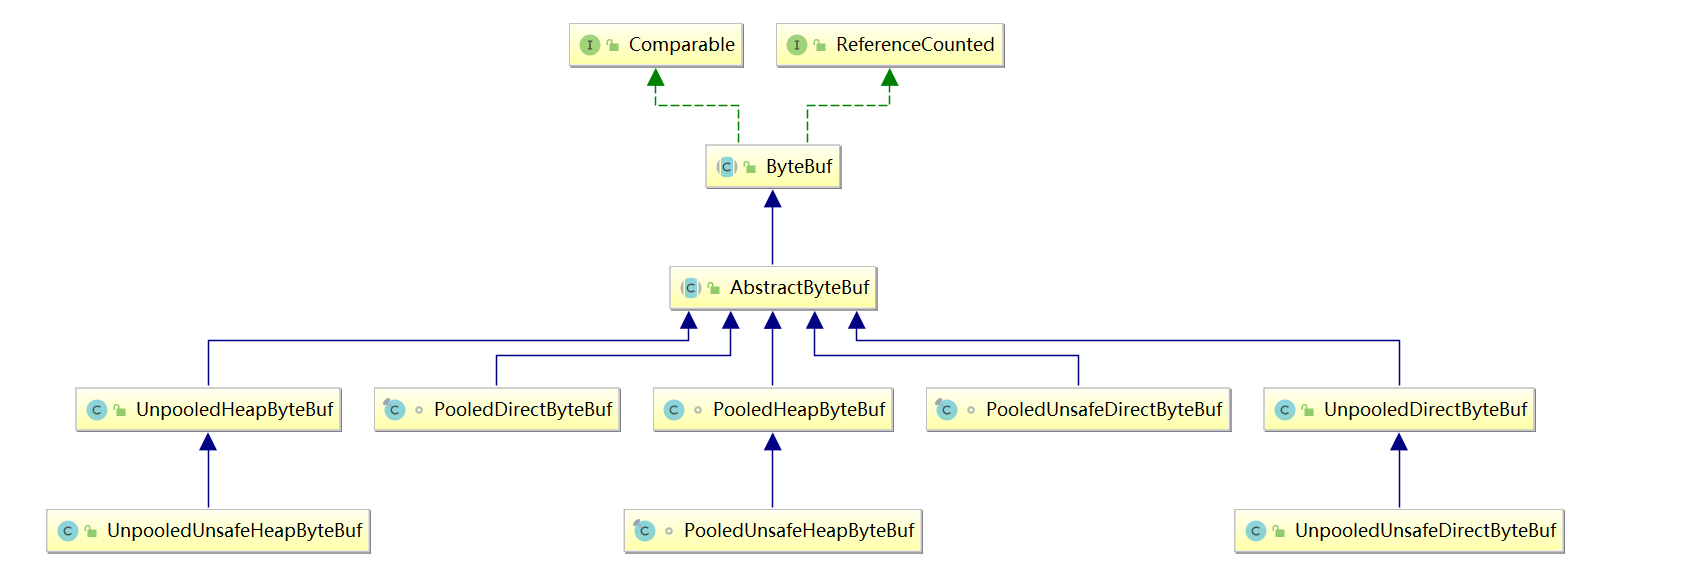 Comparable
ReferenceCounted
ByteBuf
AbstractByteBuf
UnpooledHeapByteBuf
PooledDirectByteBuf
PooledHeapByteBuf
PooledUnsafeDirectByteBuf
UnpooledDirectByteBuf
UnpooledUnsafeHeapByteBuf
PooledUnsafeHeapByteBuf
UnpooledUnsafeDirectByteBuf